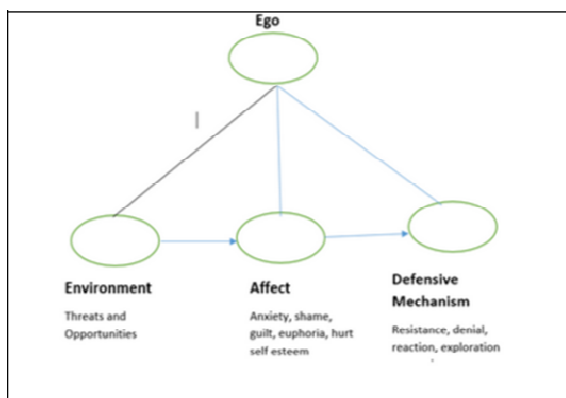 Ego
Environment
Threats and
Opportunities
Affect
Anxiety, shame,
guilt, euphoria, hurt
self esteem
Defensive
Mechanism
Resistance, denial,
reaction, exploration